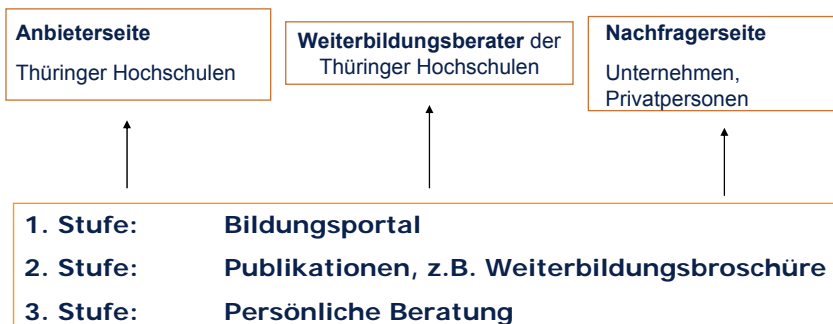 Anbieterseite
Thüringer Hochschulen
Weiterbildungsberater der
Thüringer Hochschulen
Nachfragerseite
Unternehmen,
Privatpersonen
1. Stufe: Bildungsportal
2. Stufe: Publikationen, z.B. Weiterbildungsbroschüre
3. Stufe: Persönliche Beratung